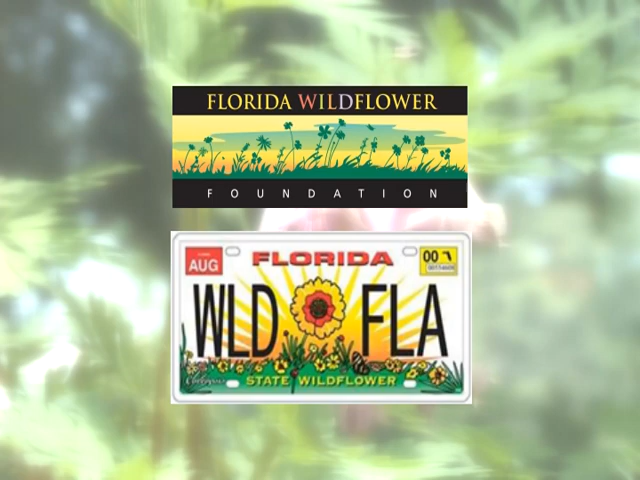 FLORIDA WILDFLOWER
FOUNDATION
FLORIDA
AUG
00
WLD FLA
STATE WILDFLOWER